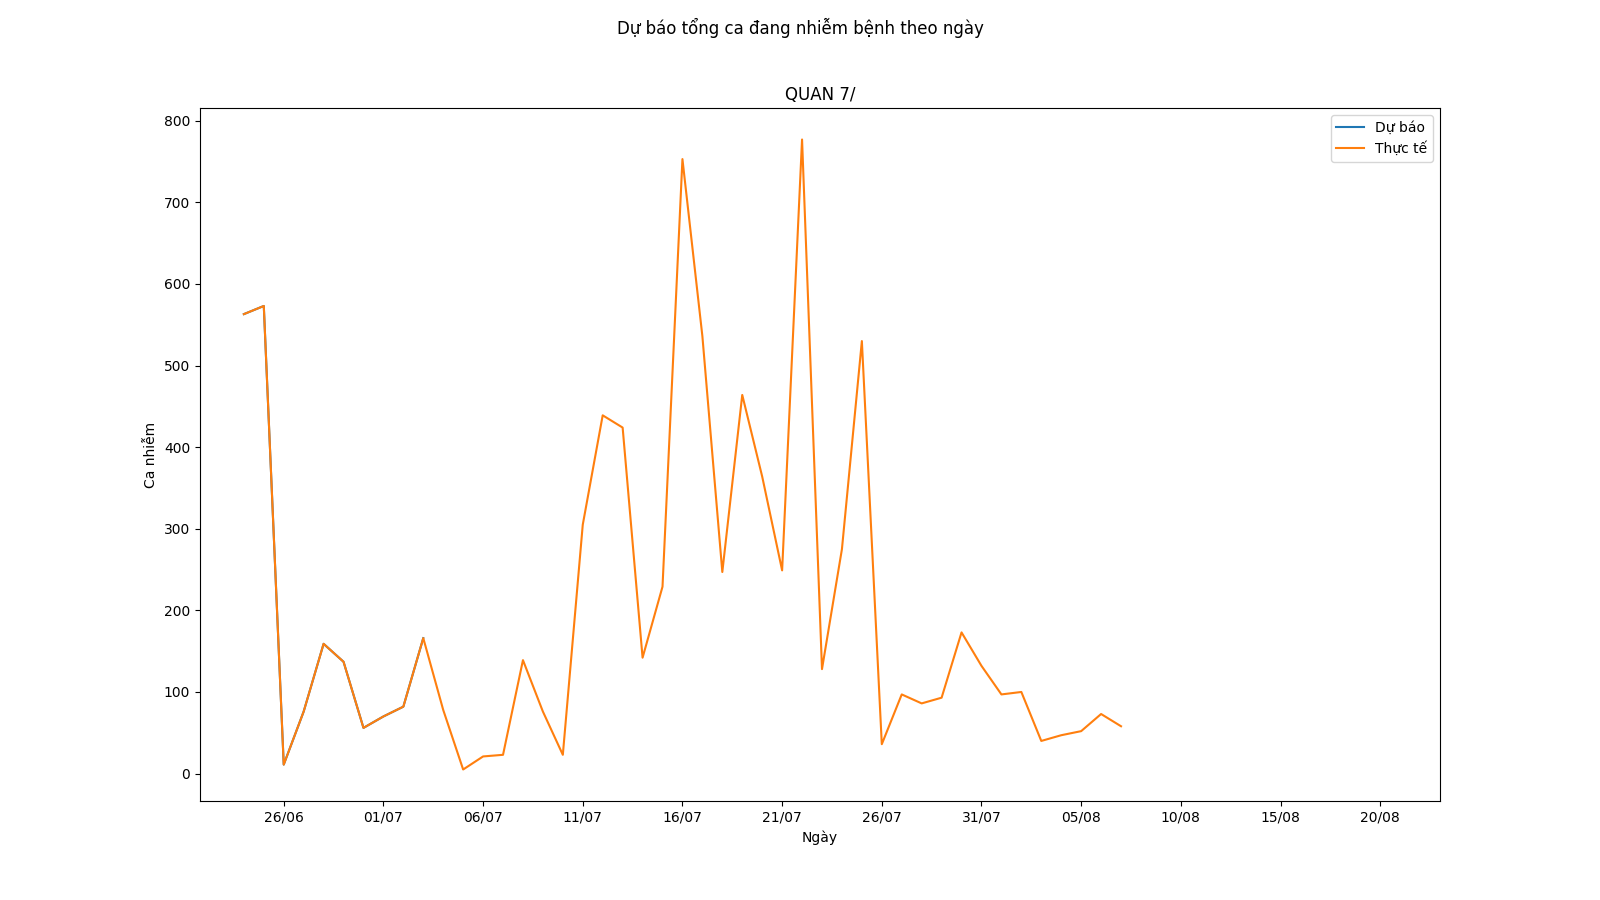 Dự báo tổng ca đang nhiễm bệnh theo ngày
QUAN 7/
Dự báo
Thực tế
800
700
600
500
400
300
200
100
0
Ca nhiễm
26/06 01/07 06/07 11/07 16/07 21/07 26/07 31/07 05/08 10/08 15/08 20/08
Ngày